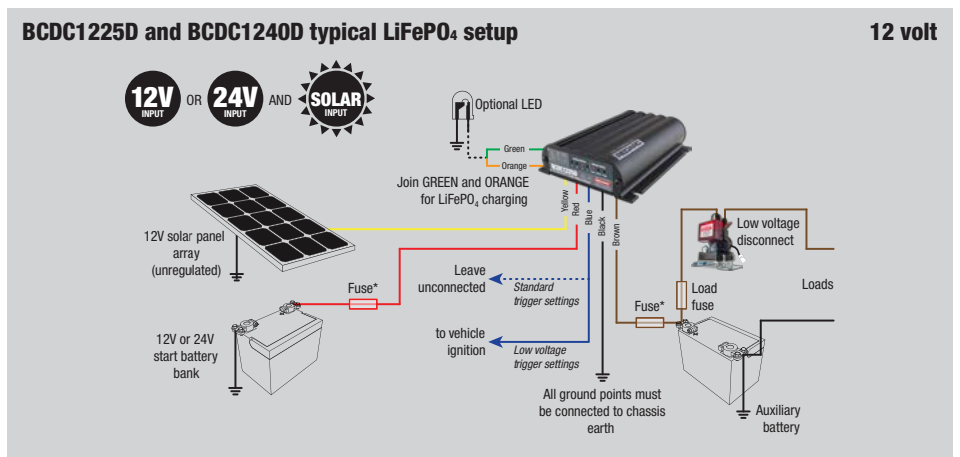 BCDC1225D and BCDC1240D typical LiFePO₄ setup
12 volt
12V
INPUT
OR
24V
INPUT
AND
SOLAR
INPUT
Optional LED
Green
Orange
Join GREEN and ORANGE
for LiFePO₄ charging
Yellow
Red
Blue
Black
Brown
Low voltage
disconnect
12V solar panel
array
(unregulated)
Leave
unconnected
Standard
trigger settings
Fuse*
Load
fuse
Loads
Fuse*
12V or 24V
start battery
bank
to vehicle
ignition
Low voltage
trigger settings
All ground points must
be connected to chassis
earth
Auxiliary
battery